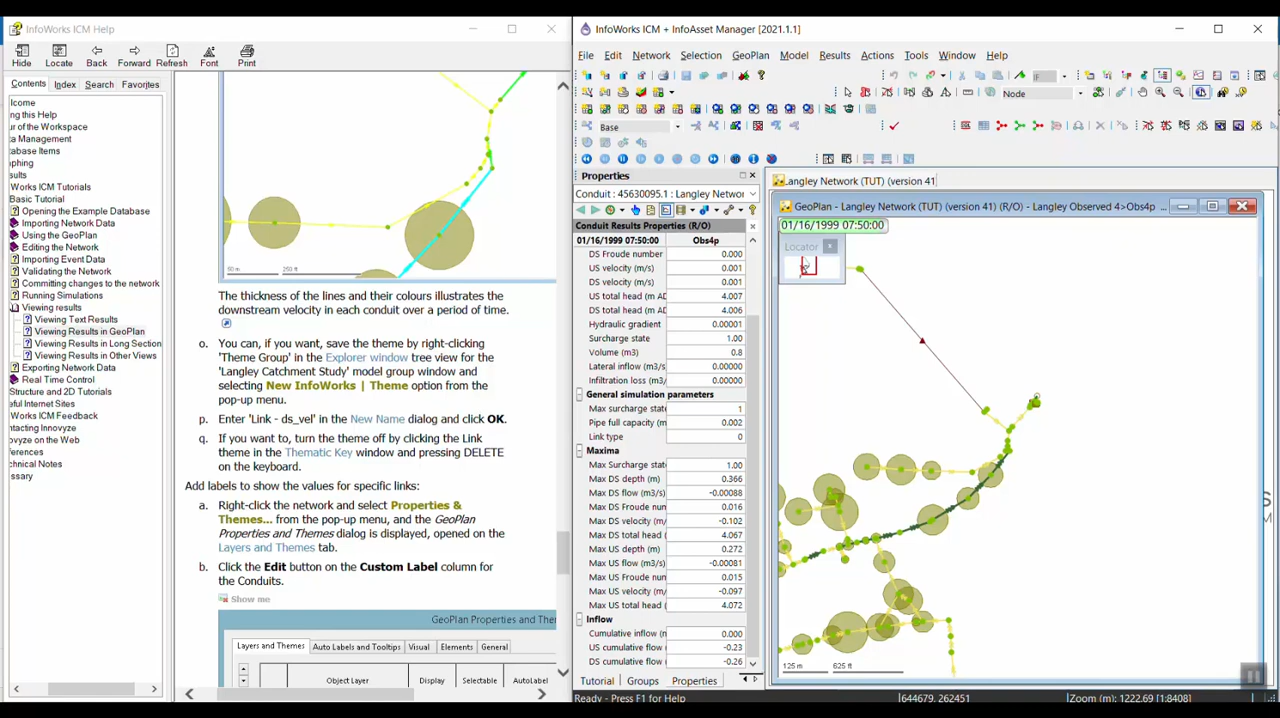 InfoWorks ICM Help
Hide Locate Back Forward Refresh Font Print
Contents Index Search Favorites
come
ng this Help
ur of the Workspace
ta Management
tabase Items
phing
sults
Works ICM Tutorials
Basic Tutorial
Opening the Example Database
Importing Network Data
Using the GeoPlan
Editing the Network
Importing Event Data
Validating the Network
Committing changes to the network
Running Simulations
Viewing results
Viewing Text Results
Viewing Results in GeoPlan
Viewing Results in Long Section
Viewing Results in Other Views
Exporting Network Data
Real Time Control
Structure and 2D Tutorials
eful Internet Sites
Works ICM Feedback
ntacting Innovyze
ovyze on the Web
ferences
chnical Notes
ssary
50 m 250 ft
The thickness of the lines and their colours illustrates the
downstream velocity in each conduit over a period of time.
o. You can, if you want, save the theme by right-clicking
'Theme Group' in the Explorer window tree view for the
'Langley Catchment Study' model group window and
selecting New InfoWorks | Theme option from the
pop-up menu.
p. Enter 'Link - ds_vel' in the New Name dialog and click OK.
q. If you want to, turn the theme off by clicking the Link
theme in the Thematic Key window and pressing DELETE
on the keyboard.
Add labels to show the values for specific links:
a. Right-click the network and select Properties &
Themes... from the pop-up menu, and the GeoPlan
Properties and Themes dialog is displayed, opened on the
Layers and Themes tab.
b. Click the Edit button on the Custom Label column for
the Conduits.
Show me
GeoPlan Properties and Ther
Layers and Themes Auto Labels and Tooltips Visual Elements General
Object Layer Display Selectable AutoLabel
InfoWorks ICM + InfoAsset Manager [2021.1.1]
File Edit Network Selection GeoPlan Model Results Actions Tools Window Help
if
Node
Base
Properties
Conduit : 45630095.1 : Langley Networ
Conduit Results Properties (R/O)
01/16/1999 07:50:00 Obs4p
DS Froude number 0.000
US velocity (m/s) 0.001
DS velocity (m/s) 0.001
US total head (m AD 4.007
DS total head (m AD 4.006
Hydraulic gradient 0.00001
Surcharge state 1.00
Volume (m3) 0.8
Lateral inflow (m3/s 0.00000
Infiltration loss (m3/ 0.00000
General simulation parameters
Max surcharge state 1
Pipe full capacity (m 0.002
Link type 0
Maxima
Max Surcharge state 1.00
Max DS depth (m) 0.366
Max DS flow (m3/s) -0.00088
Max DS Froude num 0.016
Max DS velocity (m/ -0.102
Max DS total head ( 4.067
Max US depth (m) 0.272
Max US flow (m3/s) -0.00081
Max US Froude num 0.015
Max US velocity (m/ -0.097
Max US total head ( 4.072
Inflow
Cumulative inflow (n 0.000
US cumulative flow ( -0.23
DS cumulative flow ( -0.26
Tutorial Groups Properties
Langley Network (TUT) (version 41
GeoPlan - Langley Network (TUT) (version 41) (R/O) - Langley Observed 4>Obs4p ...
01/16/1999 07:50:00
Locator
125 m 625 ft
Ready - Press F1 for Help
644679, 262451
Zoom (m): 1222.69 [1:8408]